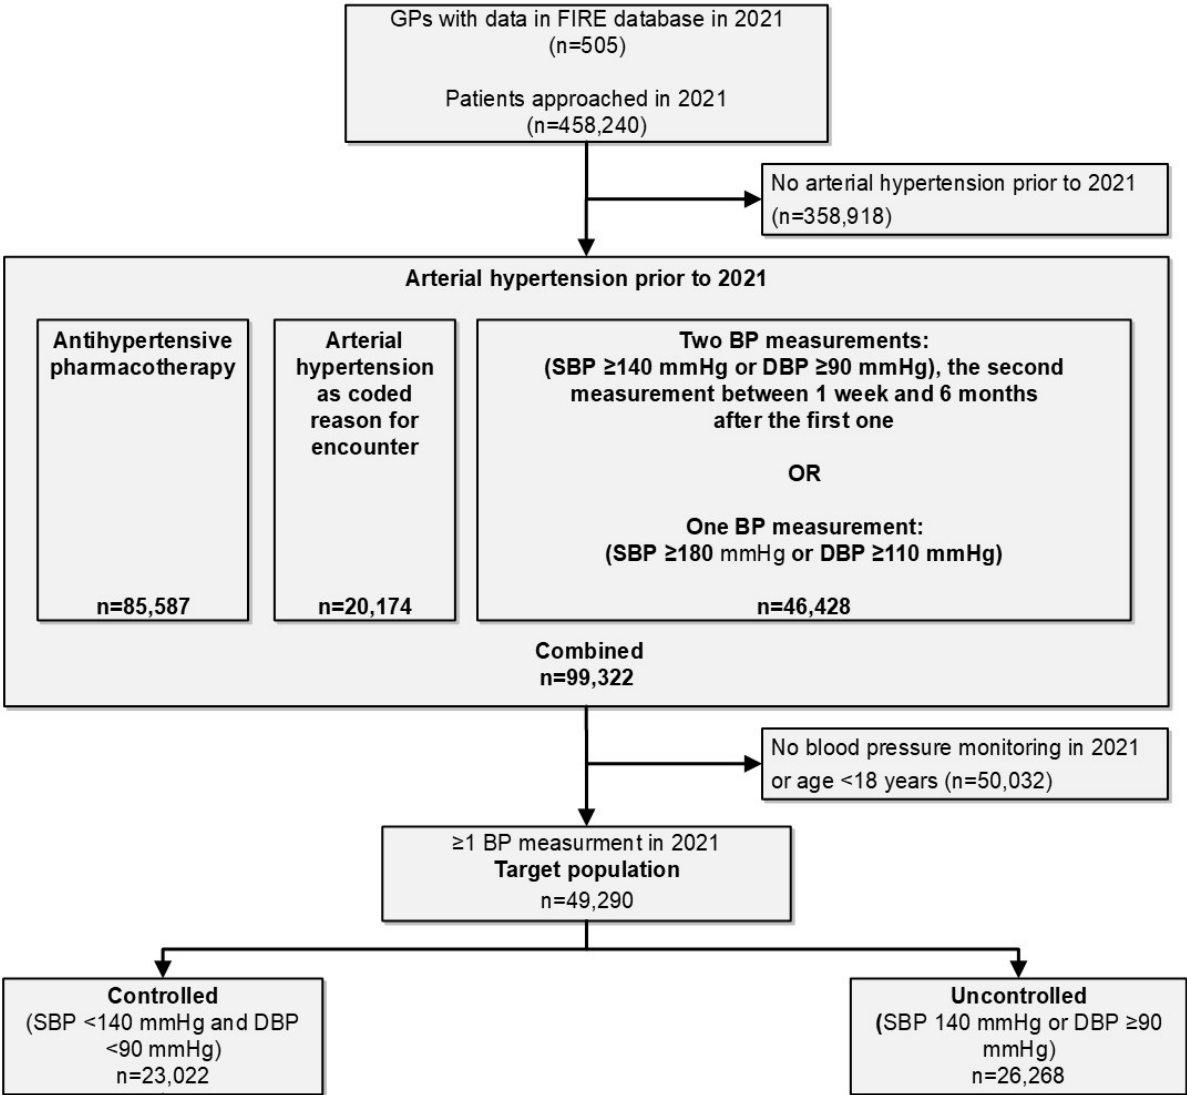 GPs with data in FIRE database in 2021
(n=505)
Patients approached in 2021
(n=458,240)
No arterial hypertension prior to 2021
(n=358,918)
Arterial hypertension prior to 2021
Antihypertensive
pharmacotherapy
n=85,587
Arterial
hypertension
as coded
reason for
encounter
n=20,174
Two BP measurements:
(SBP ≥140 mmHg or DBP ≥90 mmHg), the second
measurement between 1 week and 6 months
after the first one
OR
One BP measurement:
(SBP ≥180 mmHg or DBP ≥110 mmHg)
n=46,428
Combined
n=99,322
No blood pressure monitoring in 2021
or age <18 years (n=50,032)
≥1 BP measurment in 2021
Target population
n=49,290
Controlled
(SBP <140 mmHg and DBP
<90 mmHg)
n=23,022
Uncontrolled
(SBP 140 mmHg or DBP ≥90
mmHg)
n=26,268